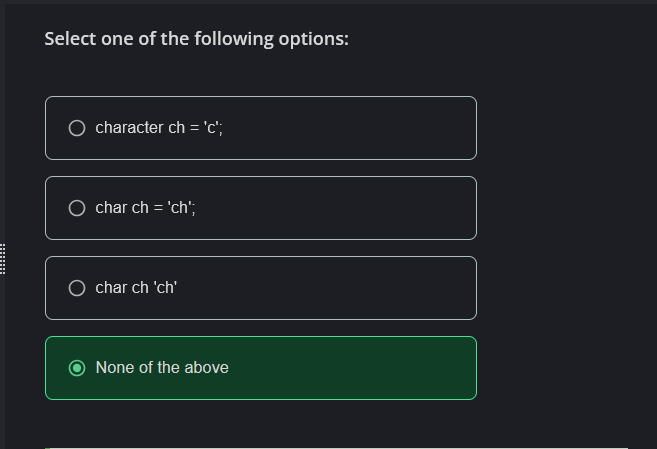 Select one of the following options:
character ch = 'c';
char ch = 'ch';
char ch 'ch'
None of the above